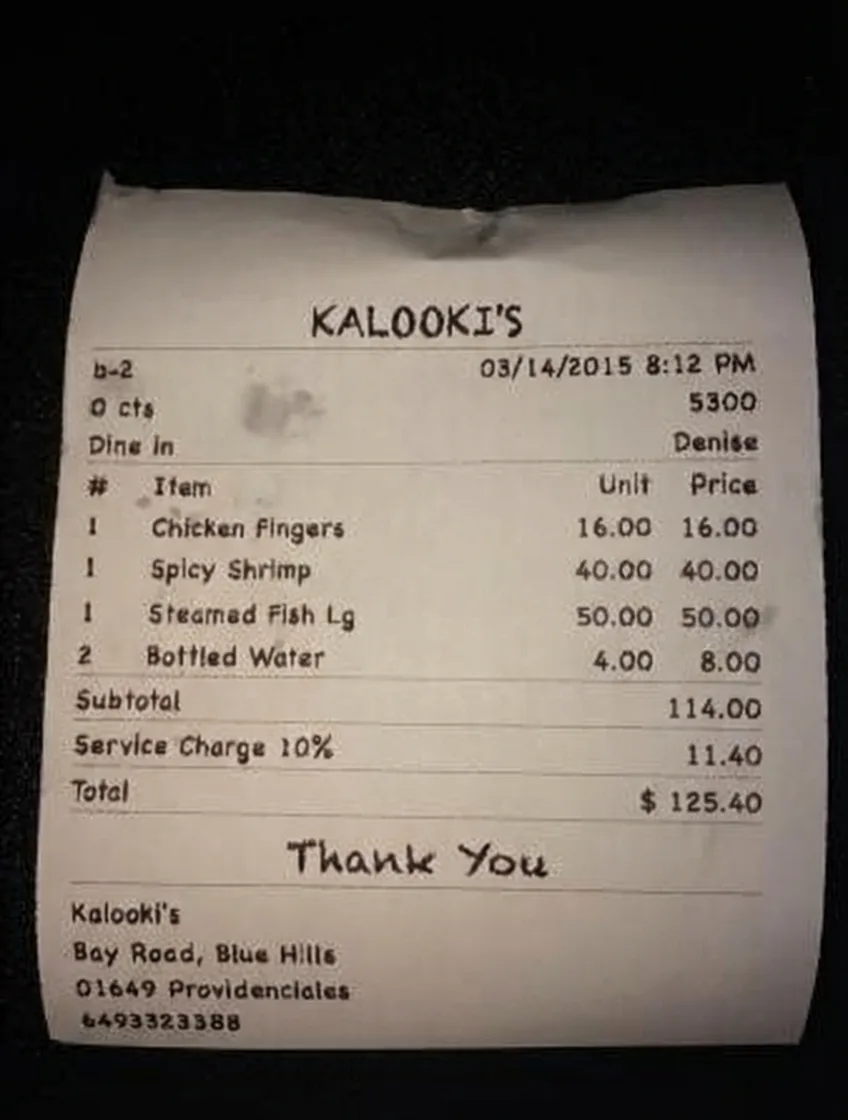 KALOOKI'S
b-2 03/14/2015 8:12 PM
0 cts 5300
Dine in Denise
# Item Unit Price
1 Chicken Fingers 16.00 16.00
1 Spicy Shrimp 40.00 40.00
1 Steamed Fish Lg 50.00 50.00
2 Bottled Water 4.00 8.00
Subtotal 114.00
Service Charge 10% 11.40
Total $ 125.40
Thank You
Kalooki's
Bay Road, Blue Hills
01649 Providenciales
6493323388